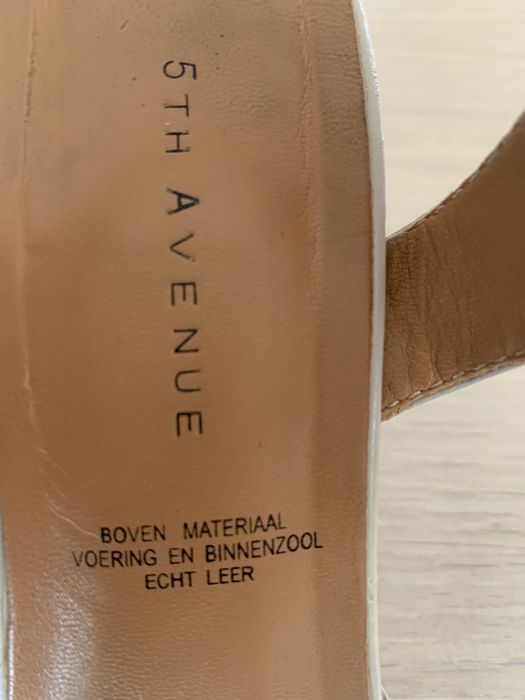 5TH AVENUE
BOVEN MATERIAAL
VOERING EN BINNENZOOL
ECHT LEER